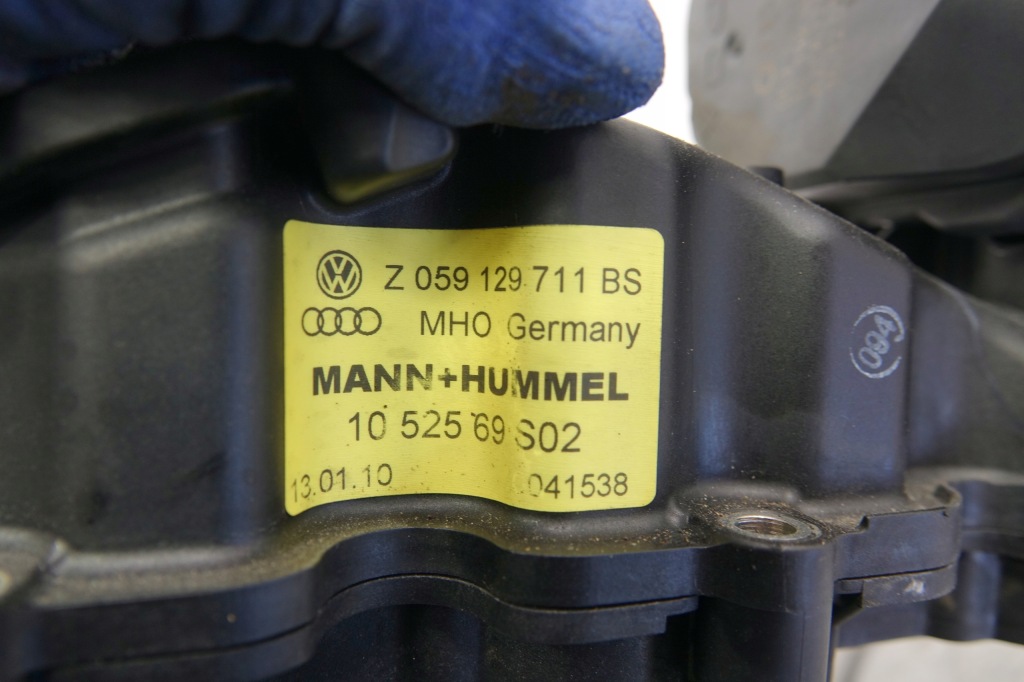 Z 059 129 711 BS
MHO Germany
MANN+HUMMEL
10 525 69 S02
13.01.10 041538
094